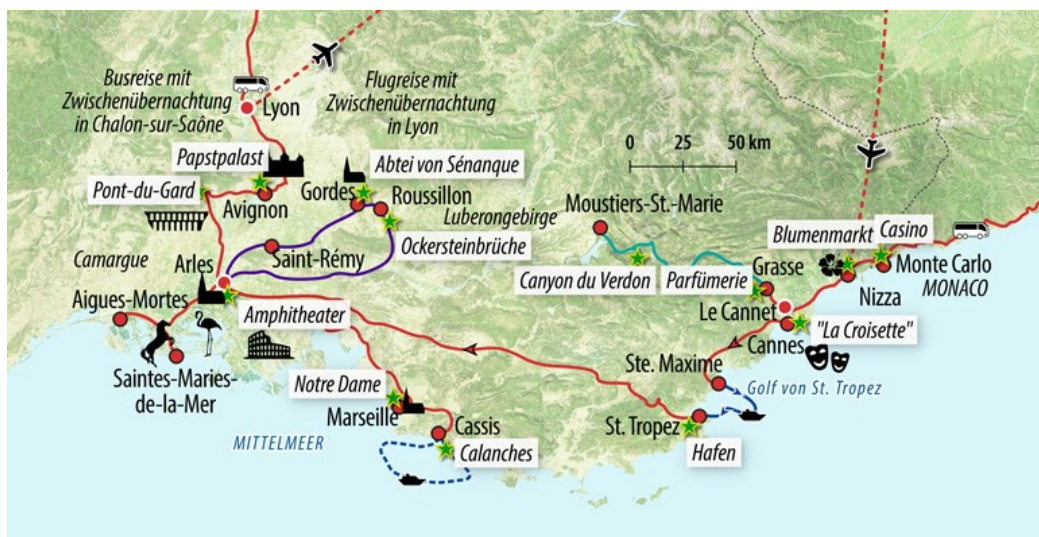 Busreise mit
Zwischenübernachtung
in Chalon-sur-Saône
Flugreise mit
Zwischenübernachtung
in Lyon
Lyon
0 25 50 km
Papstpalast
Abtei von Sénanque
Pont-du-Gard
Gordes
Roussillon
Avignon
Luberongebirge
Moustiers-St.-Marie
Ockersteinbrüche
Blumenmarkt
Casino
Saint-Rémy
Camargue
Arles
Canyon du Verdon
Parfümerie
Grasse
Monte Carlo
MONACO
Nizza
Aigues-Mortes
Amphitheater
Le Cannet
"La Croisette"
Cannes
Saintes-Maries-
de-la-Mer
Notre Dame
Ste. Maxime
Golf von St. Tropez
Marseille
Cassis
St. Tropez
MITTELMEER
Calanches
Hafen